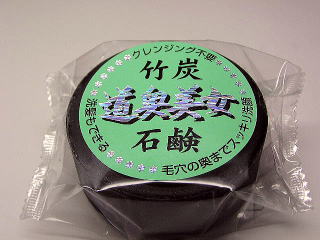 クレンジング不要
竹炭
道奥美女
石鹸
洗髪もできる
毛穴の奥までスッキリ洗顔